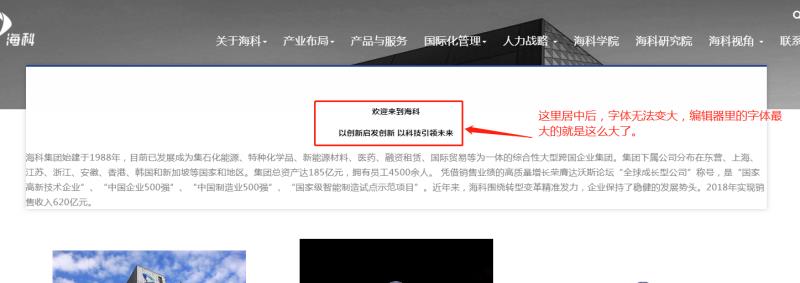 海科
关于海科 产业布局 产品与服务 国际化管理 人力战略 海科学院 海科研究院 海科视角 联系
欢迎来到海科
以创新启发创新 以科技引领未来
这里居中后，字体无法变大，编辑器里的字体最
大的就是这么大了。
海科集团始建于1988年，目前已发展成为集石化能源、特种化学品、新能源材料、医药、融资租赁、国际贸易等为一体的综合性大型跨国企业集团。集团下属公司分布在东营、上海、
江苏、浙江、安徽、香港、韩国和新加坡等国家和地区。集团总资产达185亿元，拥有员工4500余人。 凭借销售业绩的高质量增长荣膺达沃斯论坛“全球成长型公司”称号，是“国家
高新技术企业”、“中国企业500强”、“中国制造业500强”、“国家级智能制造试点示范项目”。近年来，海科围绕转型变革精准发力，企业保持了稳健的发展势头。2018年实现销
售收入620亿元。